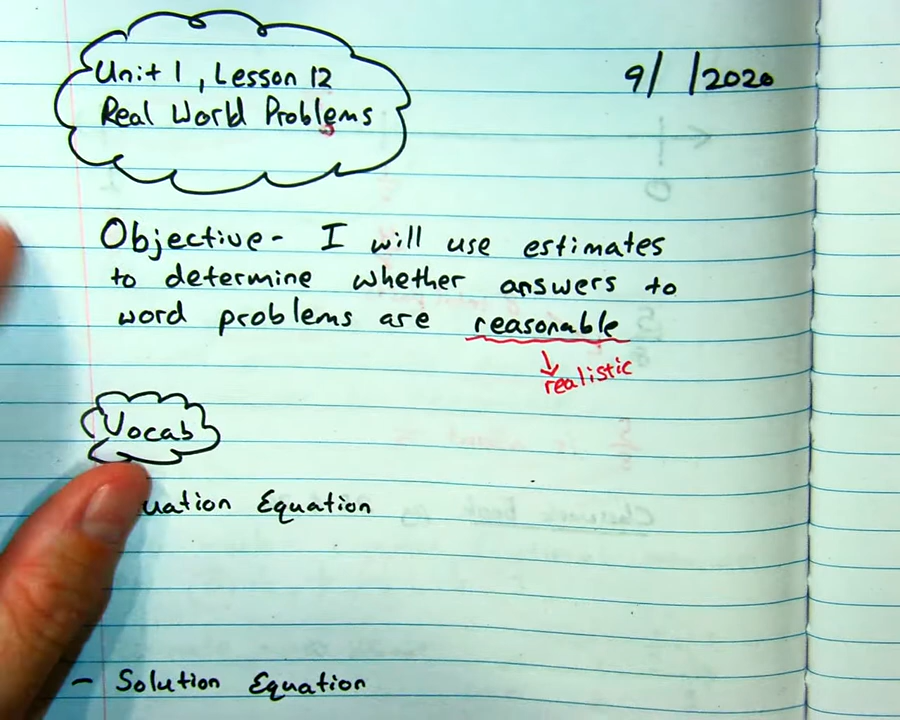 Unit 1, Lesson 12
Real World Problems
9/ /2020
Objective- I will use estimates
to determine whether answers to
word problems are reasonable
realistic
Vocab
Equation
- Solution Equation